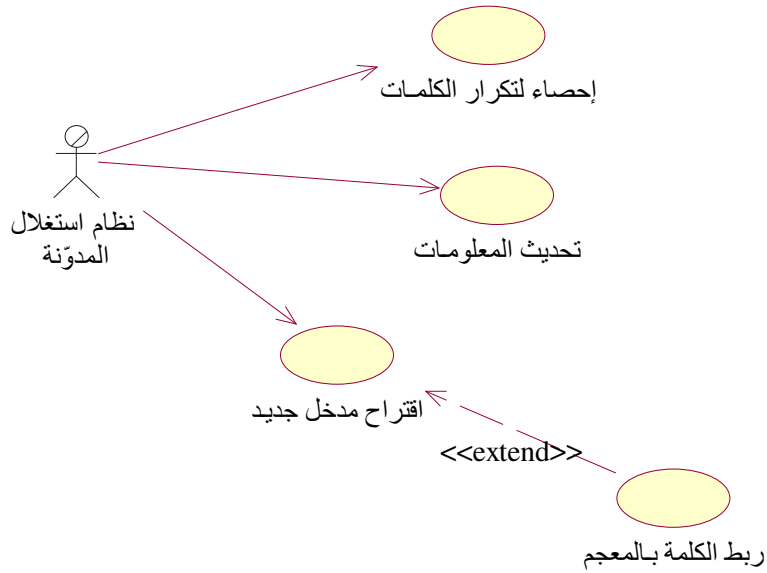 إحصاء لتكرار الكلمات
نظام استغلال
المدوّنة
تحديث المعلومات
اقتراح مدخل جديد
<<extend>>
ربط الكلمة بالمعجم